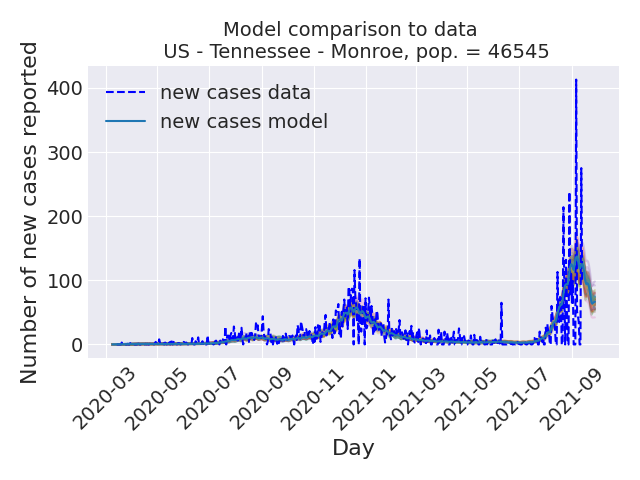 Model comparison to data
US - Tennessee - Monroe, pop. = 46545
Number of new cases reported
400
300
200
100
0
new cases data
new cases model
2020-03
2020-05
2020-07
2020-09
2020-11
2021-01
2021-03
2021-05
2021-07
2021-09
Day